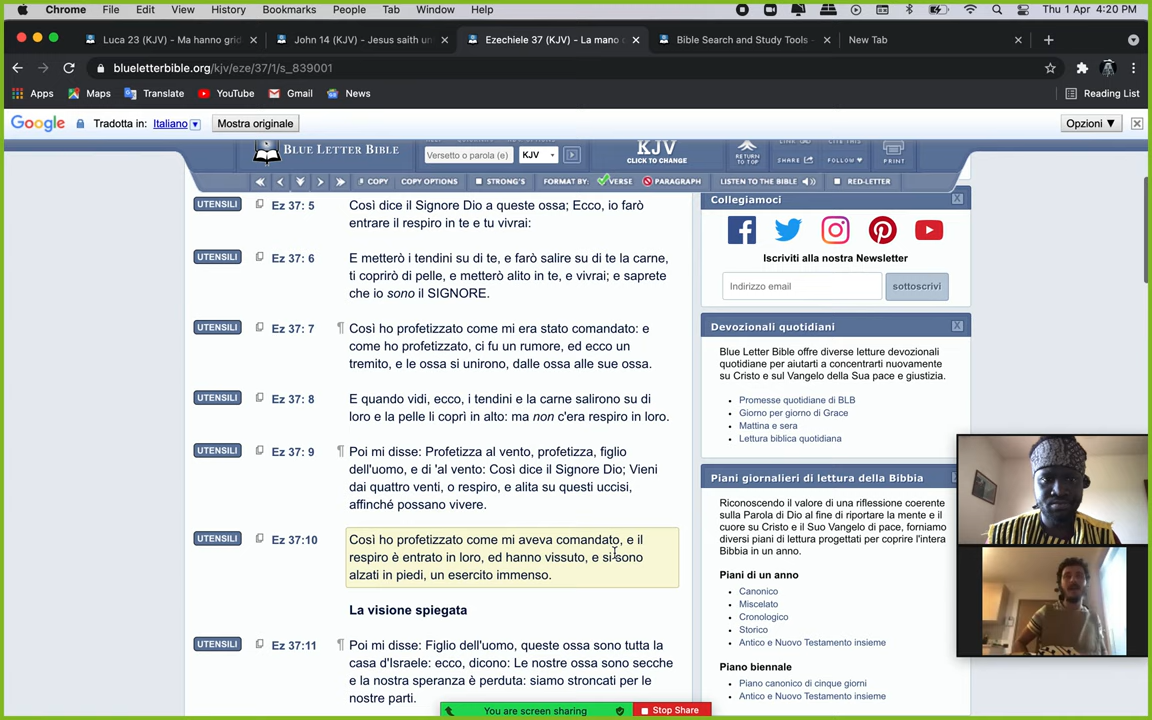 Chrome File Edit View History Bookmarks People Tab Window Help Thu 1 Apr 4:20 PM
Luca 23 (KJV) - Ma hanno grid × John 14 (KJV) - Jesus saith un × Ezechiele 37 (KJV) - La mano × Bible Search and Study Tools - × New Tab × +
blueletterbible.org/kjv/eze/37/1/s_839001
Apps Maps Translate YouTube Gmail News Reading List
Google Tradotta in: Italiano Mostra originale Opzioni ▼
BLUE LETTER BIBLE Versetto o parola (e) KJV KJV CLICK TO CHANGE RETURN TO TOP SHARE FOLLOW PRINT
COPY COPY OPTIONS STRONG'S FORMAT BY: VERSE PARAGRAPH LISTEN TO THE BIBLE RED-LETTER
UTENSILI Ez 37: 5 Così dice il Signore Dio a queste ossa; Ecco, io farò
entrare il respiro in te e tu vivrai:
UTENSILI Ez 37: 6 E metterò i tendini su di te, e farò salire su di te la carne,
ti coprirò di pelle, e metterò alito in te, e vivrai; e saprete
che io sono il SIGNORE.
UTENSILI Ez 37: 7 ¶ Così ho profetizzato come mi era stato comandato: e
come ho profetizzato, ci fu un rumore, ed ecco un
tremito, e le ossa si unirono, dalle ossa alle sue ossa.
UTENSILI Ez 37: 8 E quando vidi, ecco, i tendini e la carne salirono su di
loro e la pelle li coprì in alto: ma non c'era respiro in loro.
UTENSILI Ez 37: 9 ¶ Poi mi disse: Profetizza al vento, profetizza, figlio
dell'uomo, e di 'al vento: Così dice il Signore Dio; Vieni
dai quattro venti, o respiro, e alita su questi uccisi,
affinché possano vivere.
UTENSILI Ez 37:10 Così ho profetizzato come mi aveva comandato, e il
respiro è entrato in loro, ed hanno vissuto, e si sono
alzati in piedi, un esercito immenso.
La visione spiegata
UTENSILI Ez 37:11 ¶ Poi mi disse: Figlio dell'uomo, queste ossa sono tutta la
casa d'Israele: ecco, dicono: Le nostre ossa sono secche
e la nostra speranza è perduta: siamo stroncati per le
nostre parti.
Collegiamoci X
Iscriviti alla nostra Newsletter
Indirizzo email sottoscrivi
Devozionali quotidiani X
Blue Letter Bible offre diverse letture devozionali
quotidiane per aiutarti a concentrarti nuovamente
su Cristo e sul Vangelo della Sua pace e giustizia.
• Promesse quotidiane di BLB
• Giorno per giorno di Grace
• Mattina e sera
• Lettura biblica quotidiana
Piani giornalieri di lettura della Bibbia
Riconoscendo il valore di una riflessione coerente
sulla Parola di Dio al fine di riportare la mente e il
cuore su Cristo e il Suo Vangelo di pace, forniamo
diversi piani di lettura progettati per coprire l'intera
Bibbia in un anno.
Piani di un anno
• Canonico
• Miscelato
• Cronologico
• Storico
• Antico e Nuovo Testamento insieme
Piano biennale
• Piano canonico di cinque giorni
• Antico e Nuovo Testamento insieme
You are screen sharing Stop Share